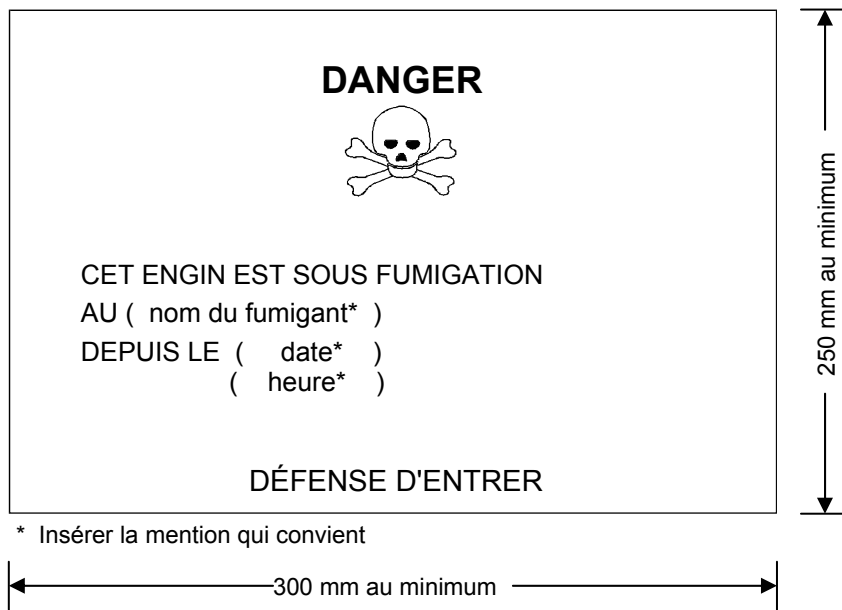 DANGER
CET ENGIN EST SOUS FUMIGATION
AU ( nom du fumigant* )
DEPUIS LE ( date* )
( heure* )
DÉFENSE D'ENTRER
* Insérer la mention qui convient
300 mm au minimum
250 mm au minimum